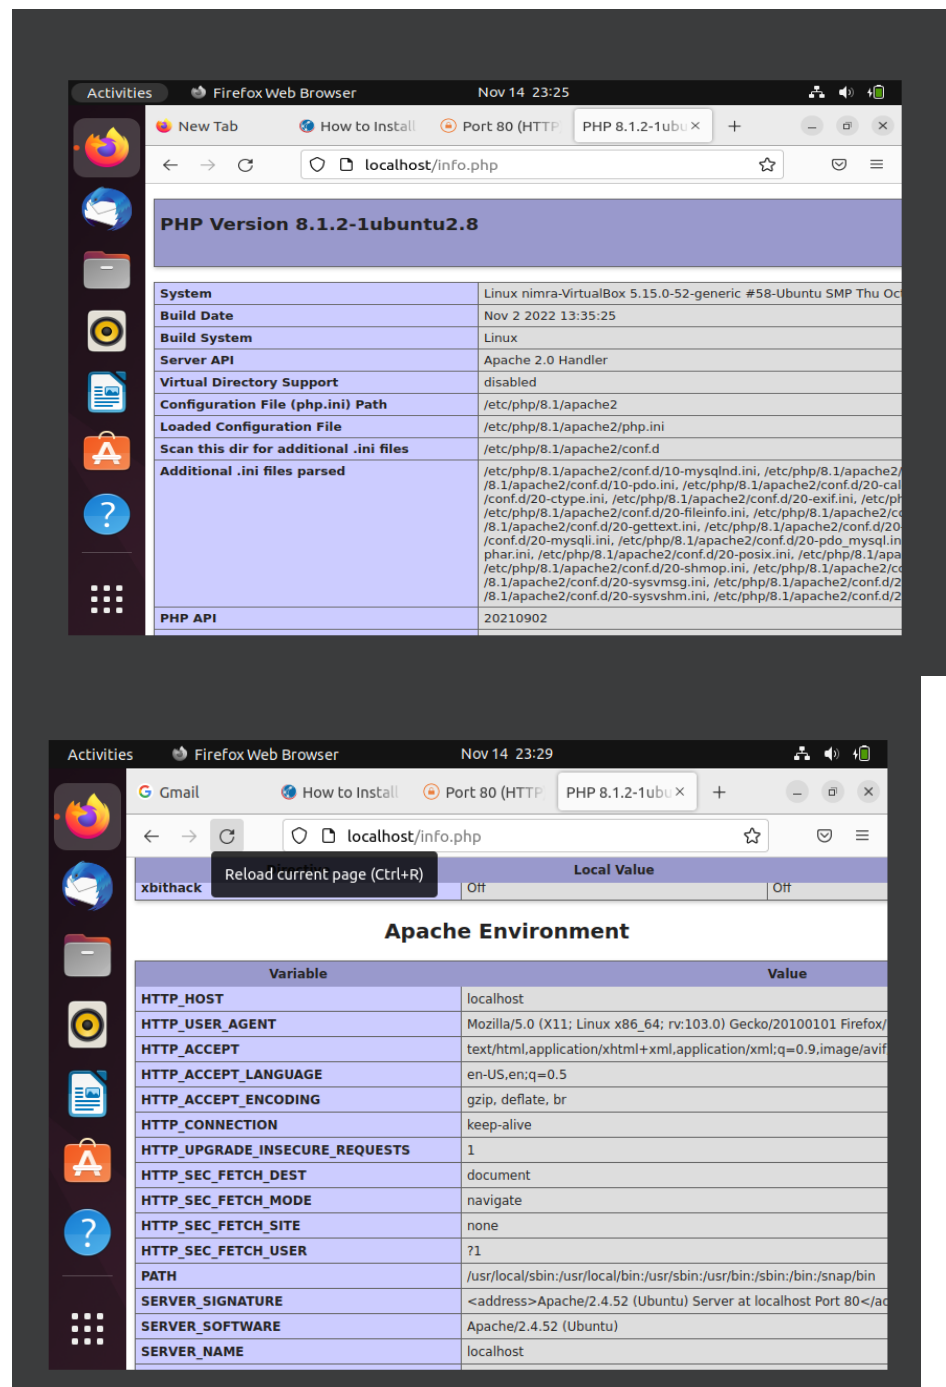 Activities Firefox Web Browser Nov 14 23:25
New Tab How to Install Port 80 (HTTP PHP 8.1.2-1ubu × +
localhost/info.php
PHP Version 8.1.2-1ubuntu2.8
System Linux nimra-VirtualBox 5.15.0-52-generic #58-Ubuntu SMP Thu Oct
Build Date Nov 2 2022 13:35:25
Build System Linux
Server API Apache 2.0 Handler
Virtual Directory Support disabled
Configuration File (php.ini) Path /etc/php/8.1/apache2
Loaded Configuration File /etc/php/8.1/apache2/php.ini
Scan this dir for additional .ini files /etc/php/8.1/apache2/conf.d
Additional .ini files parsed /etc/php/8.1/apache2/conf.d/10-mysqlnd.ini, /etc/php/8.1/apache2/
/8.1/apache2/conf.d/10-pdo.ini, /etc/php/8.1/apache2/conf.d/20-cal
/conf.d/20-ctype.ini, /etc/php/8.1/apache2/conf.d/20-exif.ini, /etc/ph
/etc/php/8.1/apache2/conf.d/20-fileinfo.ini, /etc/php/8.1/apache2/co
/8.1/apache2/conf.d/20-gettext.ini, /etc/php/8.1/apache2/conf.d/20-
/conf.d/20-mysqli.ini, /etc/php/8.1/apache2/conf.d/20-pdo_mysql.in
phar.ini, /etc/php/8.1/apache2/conf.d/20-posix.ini, /etc/php/8.1/apa
/etc/php/8.1/apache2/conf.d/20-shmop.ini, /etc/php/8.1/apache2/co
/8.1/apache2/conf.d/20-sysvmsg.ini, /etc/php/8.1/apache2/conf.d/2
/8.1/apache2/conf.d/20-sysvshm.ini, /etc/php/8.1/apache2/conf.d/2
PHP API 20210902
Activities Firefox Web Browser Nov 14 23:29
Gmail How to Install Port 80 (HTTP PHP 8.1.2-1ubu × +
localhost/info.php
Local Value
Reload current page (Ctrl+R)
xbithack Off Off
Apache Environment
Variable Value
HTTP_HOST localhost
HTTP_USER_AGENT Mozilla/5.0 (X11; Linux x86_64; rv:103.0) Gecko/20100101 Firefox/
HTTP_ACCEPT text/html,application/xhtml+xml,application/xml;q=0.9,image/avif
HTTP_ACCEPT_LANGUAGE en-US,en;q=0.5
HTTP_ACCEPT_ENCODING gzip, deflate, br
HTTP_CONNECTION keep-alive
HTTP_UPGRADE_INSECURE_REQUESTS 1
HTTP_SEC_FETCH_DEST document
HTTP_SEC_FETCH_MODE navigate
HTTP_SEC_FETCH_SITE none
HTTP_SEC_FETCH_USER ?1
PATH /usr/local/sbin:/usr/local/bin:/usr/sbin:/usr/bin:/sbin:/bin:/snap/bin
SERVER_SIGNATURE <address>Apache/2.4.52 (Ubuntu) Server at localhost Port 80</ad
SERVER_SOFTWARE Apache/2.4.52 (Ubuntu)
SERVER_NAME localhost